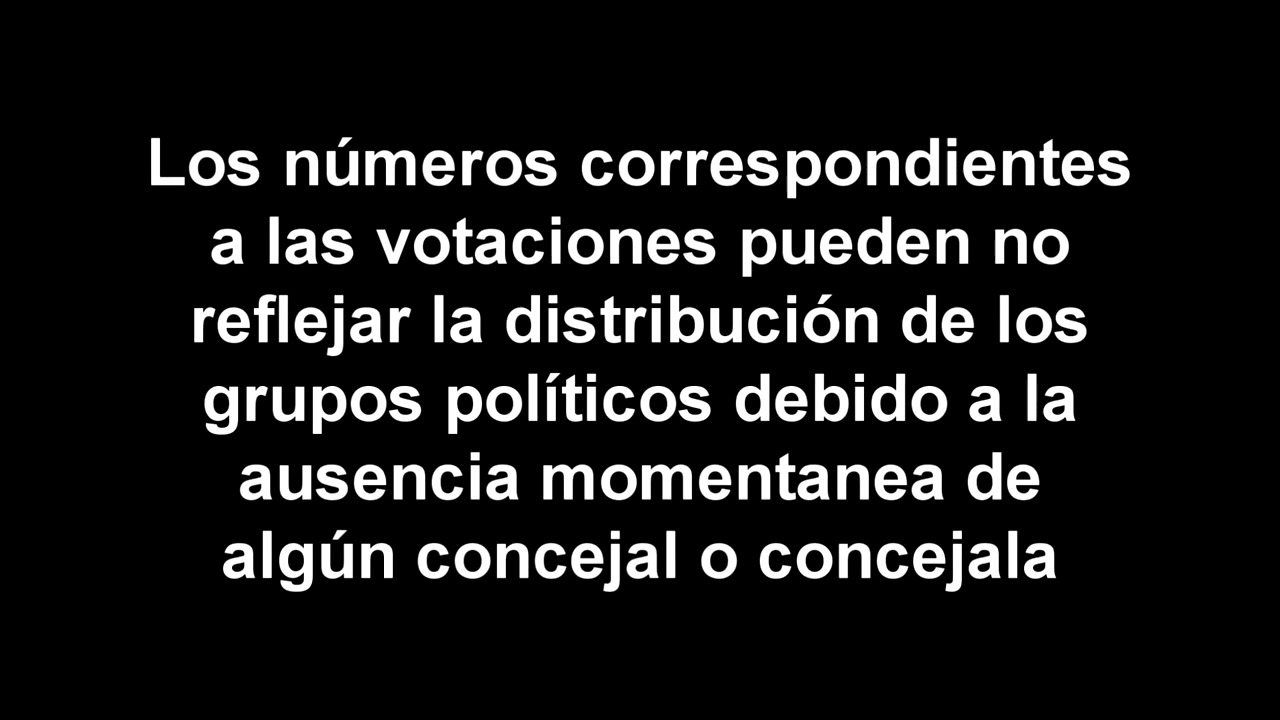 Los números correspondientes
a las votaciones pueden no
reflejar la distribución de los
grupos políticos debido a la
ausencia momentanea de
algún concejal o concejala